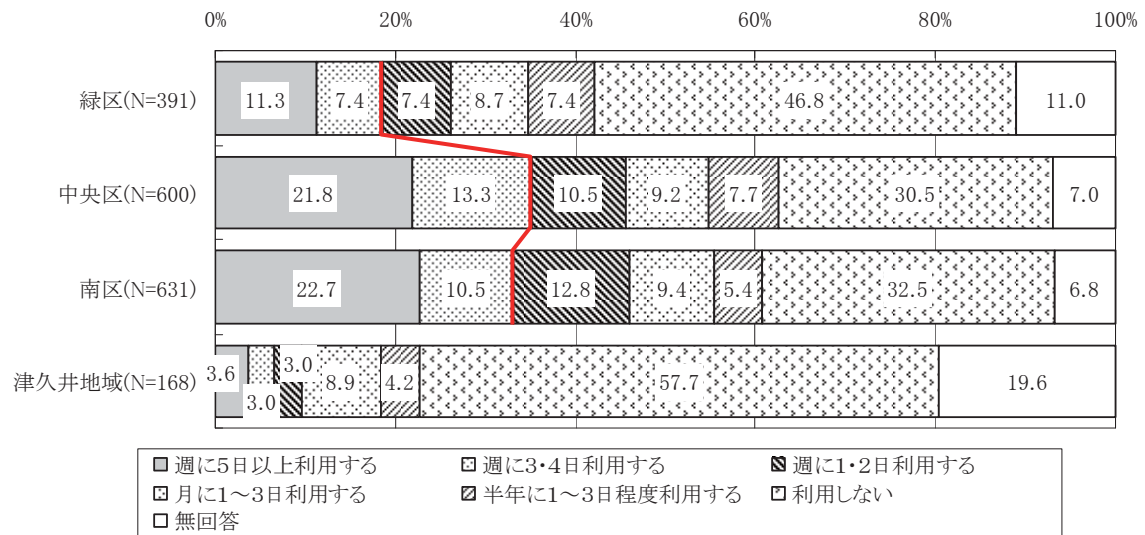 0% 20% 40% 60% 80% 100%
緑区(N=391) 11.3 7.4 7.4 8.7 7.4 46.8 11.0
中央区(N=600) 21.8 13.3 10.5 9.2 7.7 30.5 7.0
南区(N=631) 22.7 10.5 12.8 9.4 5.4 32.5 6.8
津久井地域(N=168) 3.6 3.0 3.0 8.9 4.2 57.7 19.6
週に5日以上利用する 週に3・4日利用する 週に1・2日利用する
月に1～3日利用する 半年に1～3日程度利用する 利用しない
無回答